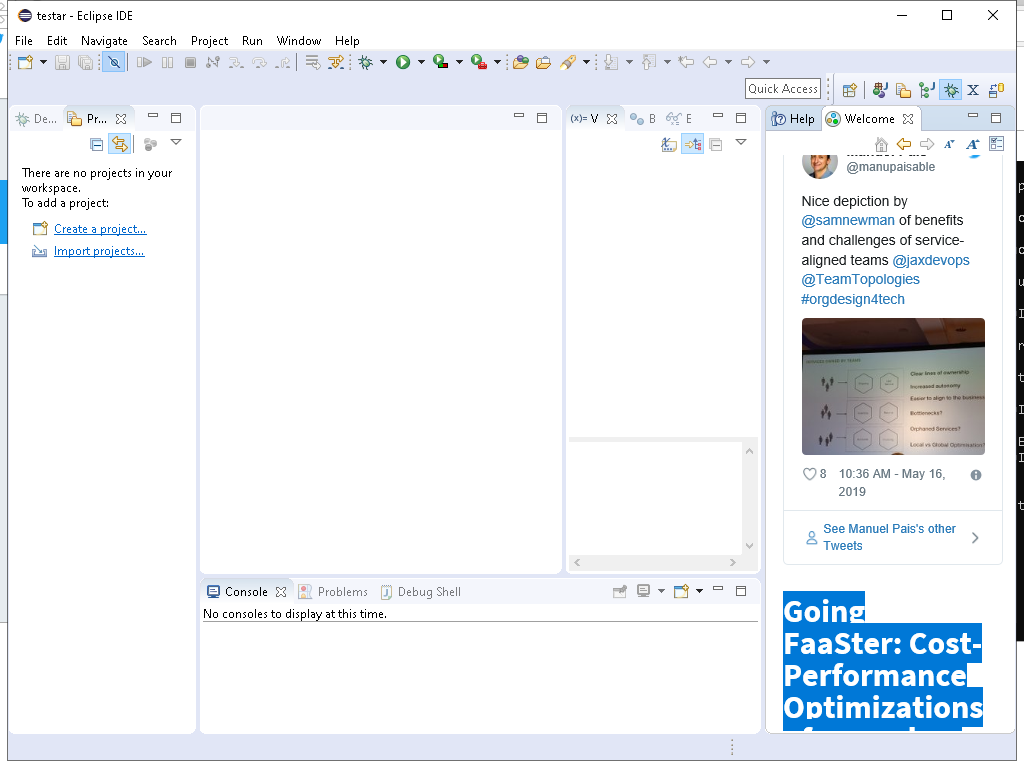 testar - Eclipse IDE
File Edit Navigate Search Project Run Window Help
Quick Access
De...
Pr...
There are no projects in your
workspace.
To add a project:
Create a project...
Import projects...
(x)= V
B
E
Console
Problems
Debug Shell
No consoles to display at this time.
Help
Welcome
@manupaisable
Nice depiction by
@samnewman of benefits
and challenges of service-
aligned teams @jaxdevops
@TeamTopologies
#orgdesign4tech
Clear lines of ownership
Increased autonomy
Easier to align to the business
Bottlenecks?
Orphaned Services?
Local vs Global Optimisation?
8 10:36 AM - May 16,
2019
See Manuel Pais's other
Tweets
Going
FaaSter: Cost-
Performance
Optimizations